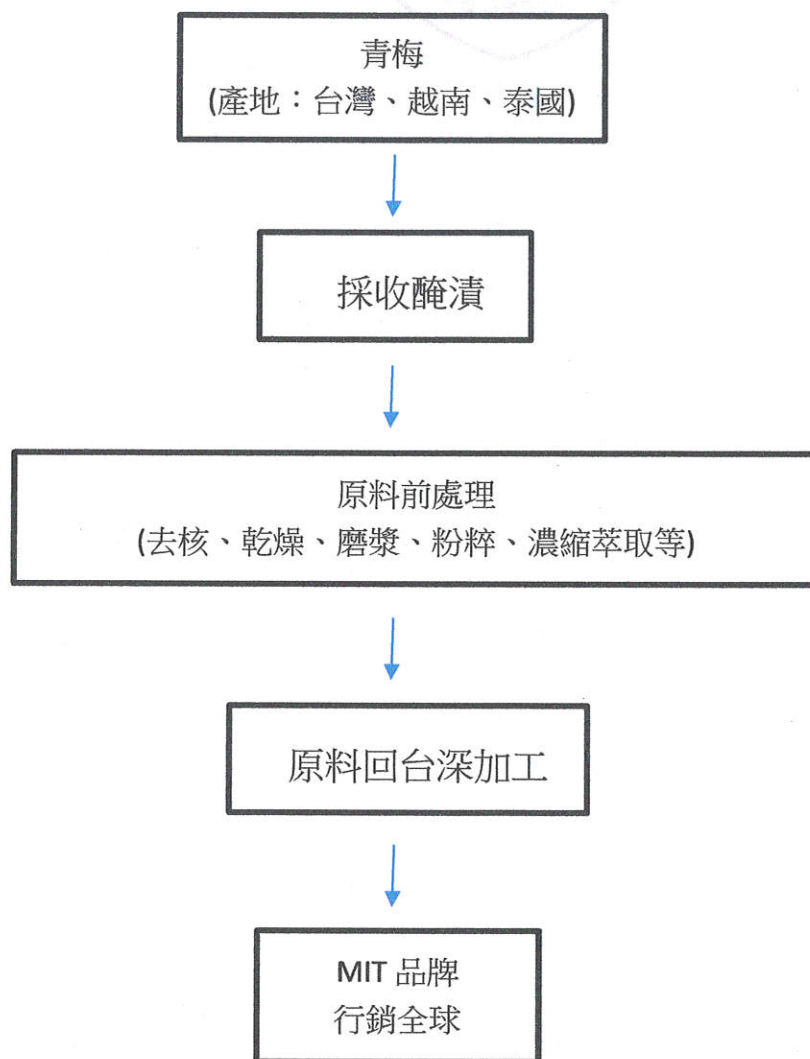 青梅
(產地：台灣、越南、泰國)
採收醃漬
原料前處理
(去核、乾燥、磨漿、粉粹、濃縮萃取等)
原料回台深加工
MIT 品牌
行銷全球